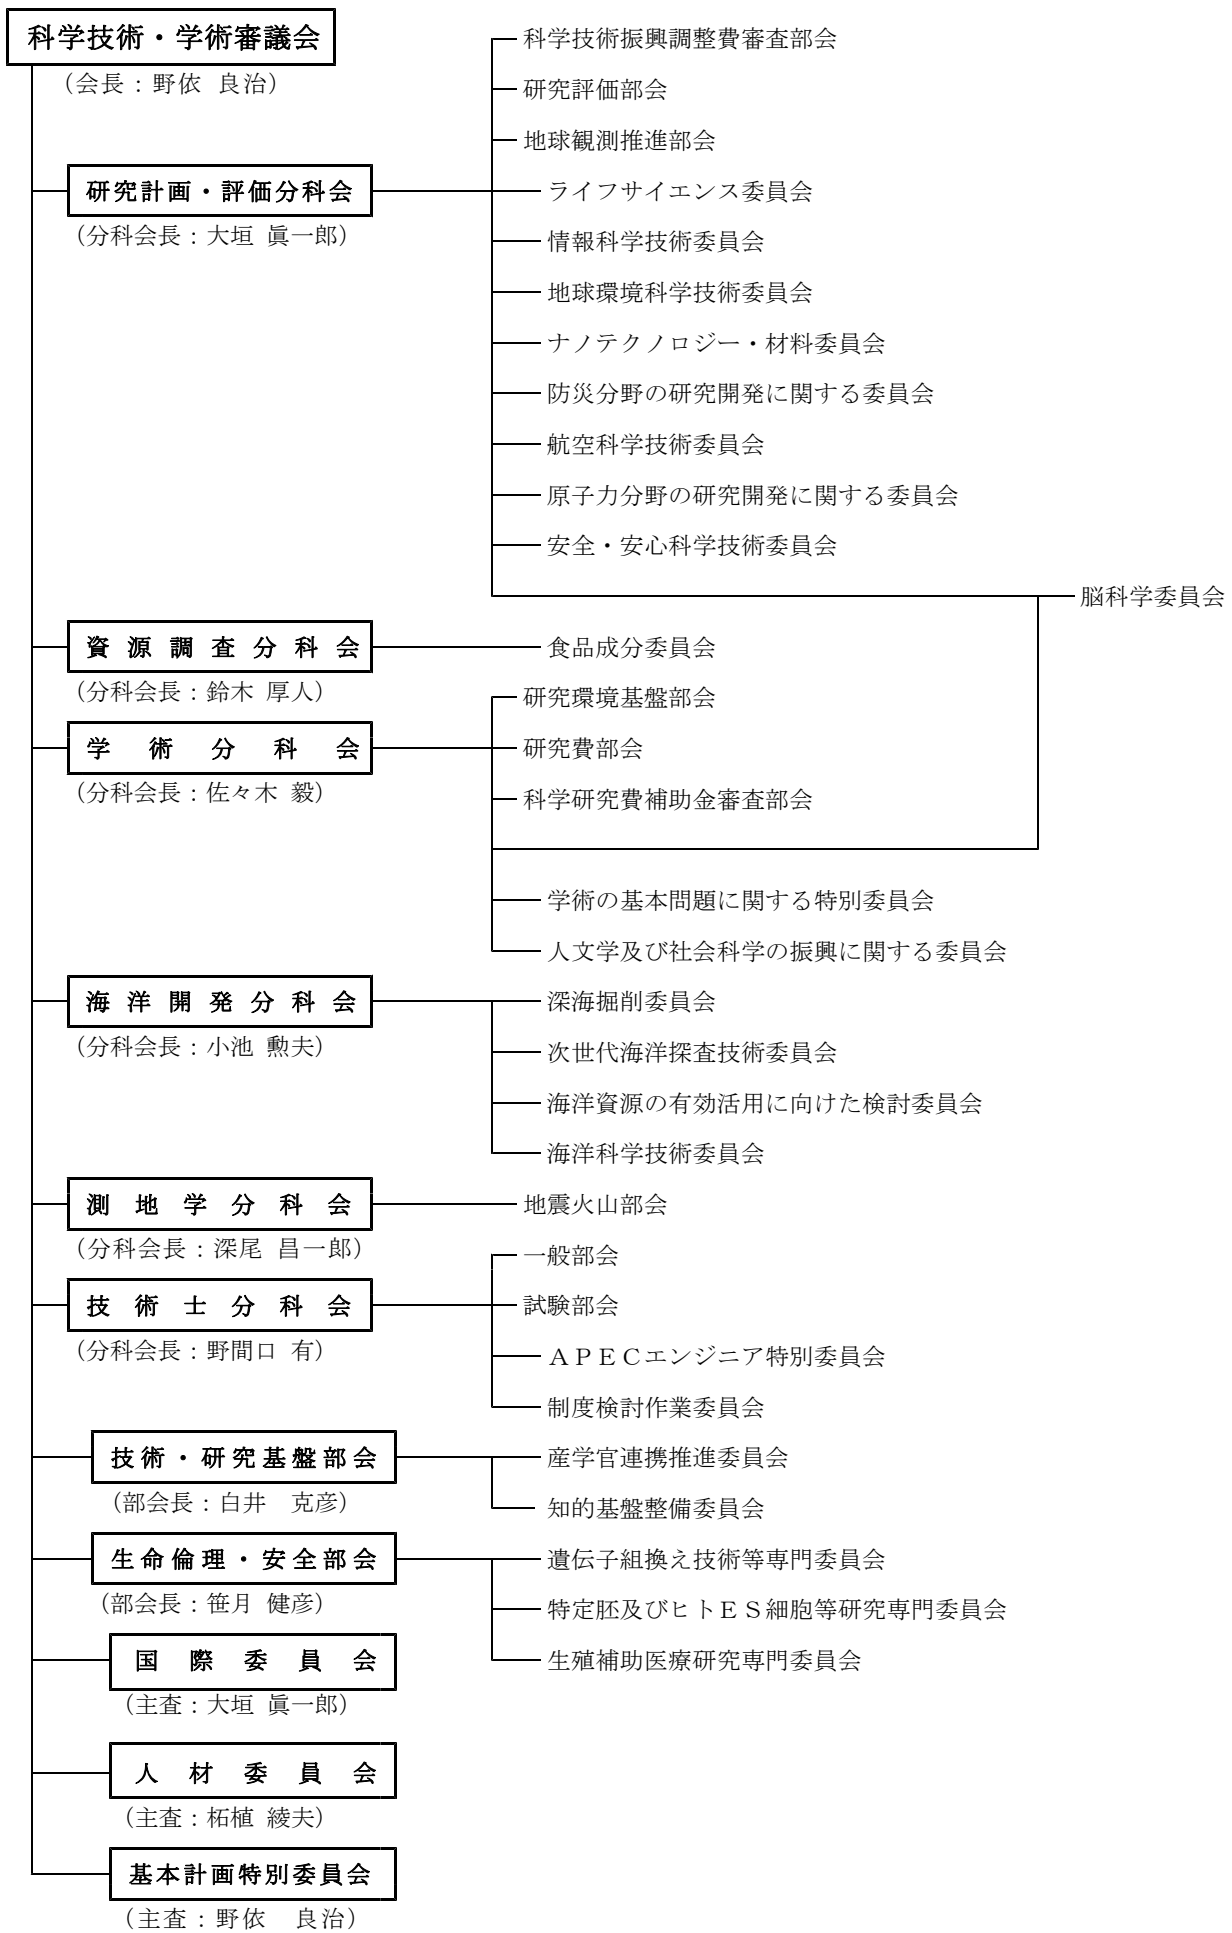 科学技術・学術審議会
（会長：野依 良治）
研究計画・評価分科会
（分科会長：大垣 眞一郎）
科学技術振興調整費審査部会
研究評価部会
地球観測推進部会
ライフサイエンス委員会
情報科学技術委員会
地球環境科学技術委員会
ナノテクノロジー・材料委員会
防災分野の研究開発に関する委員会
航空科学技術委員会
原子力分野の研究開発に関する委員会
安全・安心科学技術委員会
脳科学委員会
資源調査分科会
（分科会長：鈴木 厚人）
食品成分委員会
学術分科会
（分科会長：佐々木 毅）
研究環境基盤部会
研究費部会
科学研究費補助金審査部会
学術の基本問題に関する特別委員会
人文学及び社会科学の振興に関する委員会
海洋開発分科会
（分科会長：小池 勲夫）
深海掘削委員会
次世代海洋探査技術委員会
海洋資源の有効活用に向けた検討委員会
海洋科学技術委員会
測地学分科会
（分科会長：深尾 昌一郎）
地震火山部会
技術士分科会
（分科会長：野間口 有）
一般部会
試験部会
ＡＰＥＣエンジニア特別委員会
制度検討作業委員会
技術・研究基盤部会
（部会長：白井　克彦）
産学官連携推進委員会
知的基盤整備委員会
生命倫理・安全部会
（部会長：笹月 健彦）
遺伝子組換え技術等専門委員会
特定胚及びヒトＥＳ細胞等研究専門委員会
生殖補助医療研究専門委員会
国際委員会
（主査：大垣 眞一郎）
人材委員会
（主査：柘植 綾夫）
基本計画特別委員会
（主査：野依　良治）